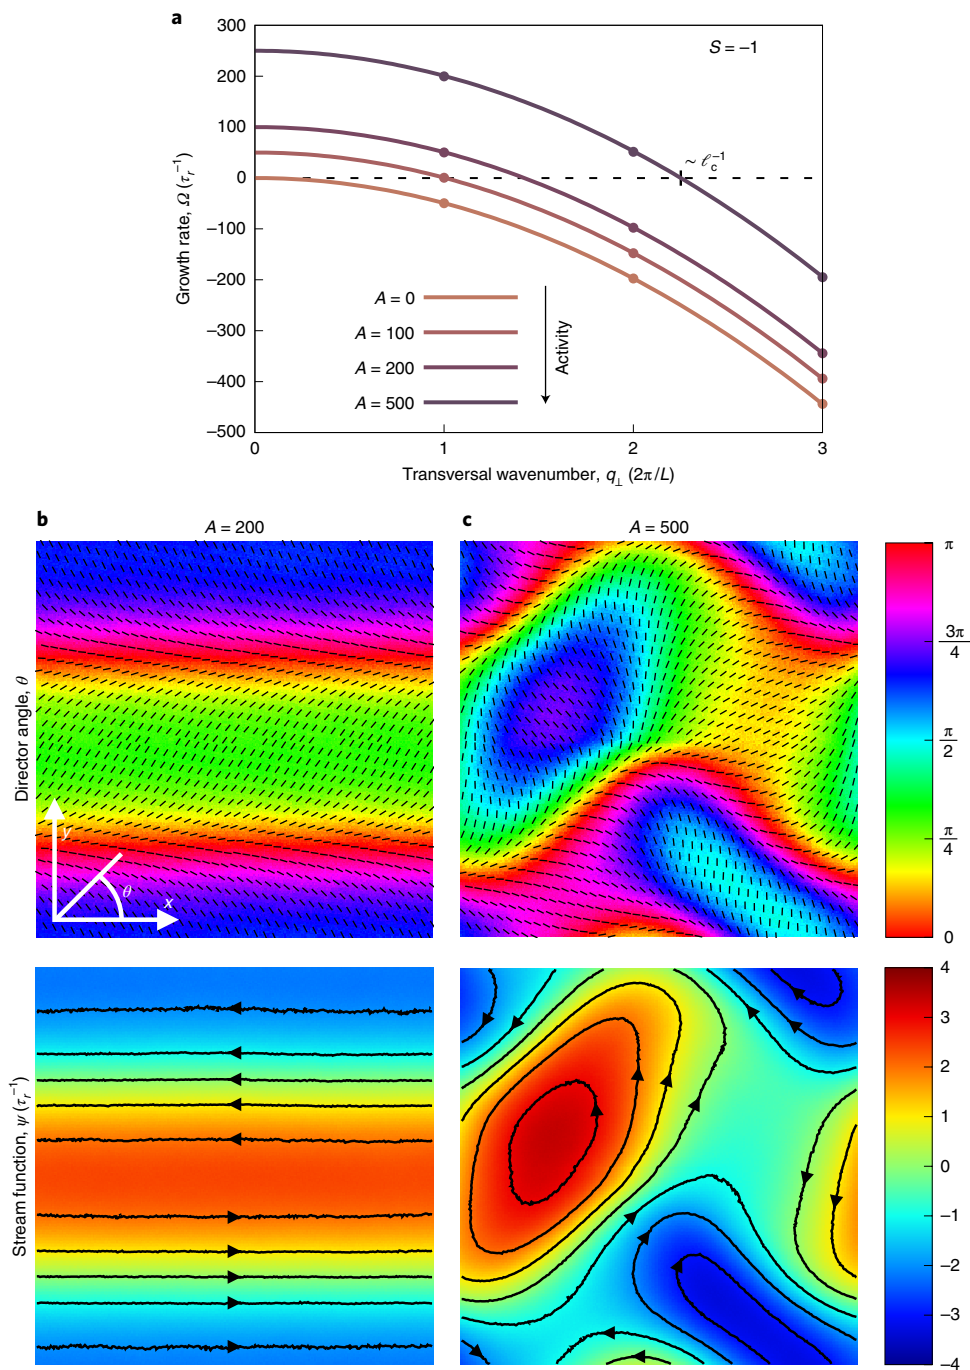 a
300
200
100
0
−100
−200
−300
−400
−500
Growth rate, Ω (τr⁻¹)
S = −1
~ ℓc⁻¹
A = 0
A = 100
A = 200
A = 500
Activity
0 1 2 3
Transversal wavenumber, q⊥ (2π/L)
b
A = 200
c
A = 500
Director angle, θ
y
θ
x
π
3π/4
π/2
π/4
0
Stream function, ψ (τr⁻¹)
4
3
2
1
0
−1
−2
−3
−4